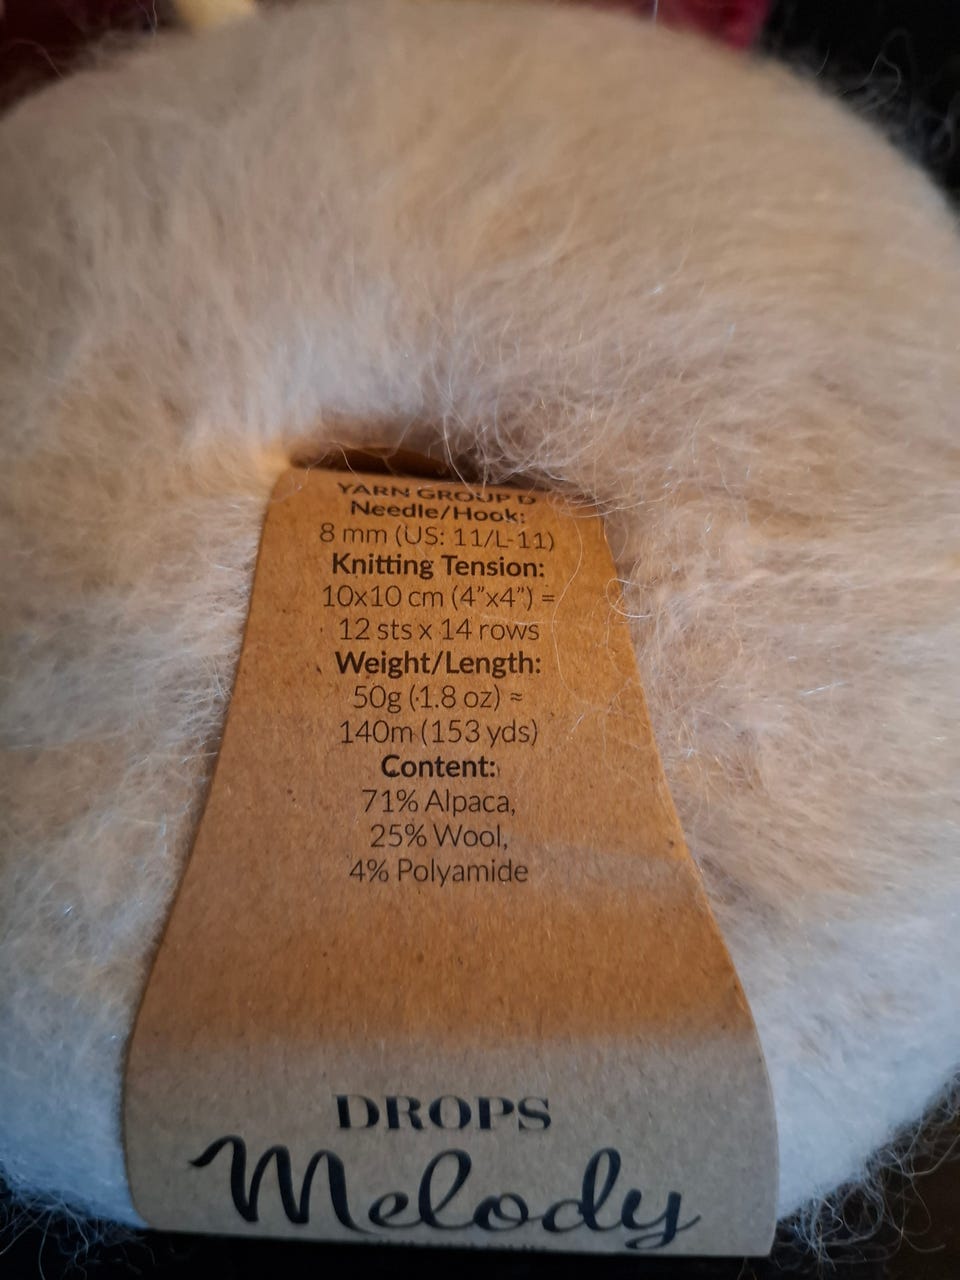 YARN GROUP D
Needle/Hook:
8 mm (US: 11/L-11)
Knitting Tension:
10x10 cm (4”x4”) =
12 sts x 14 rows
Weight/Length:
50g (1.8 oz) ≈
140m (153 yds)
Content:
71% Alpaca,
25% Wool,
4% Polyamide
DROPS
Melody